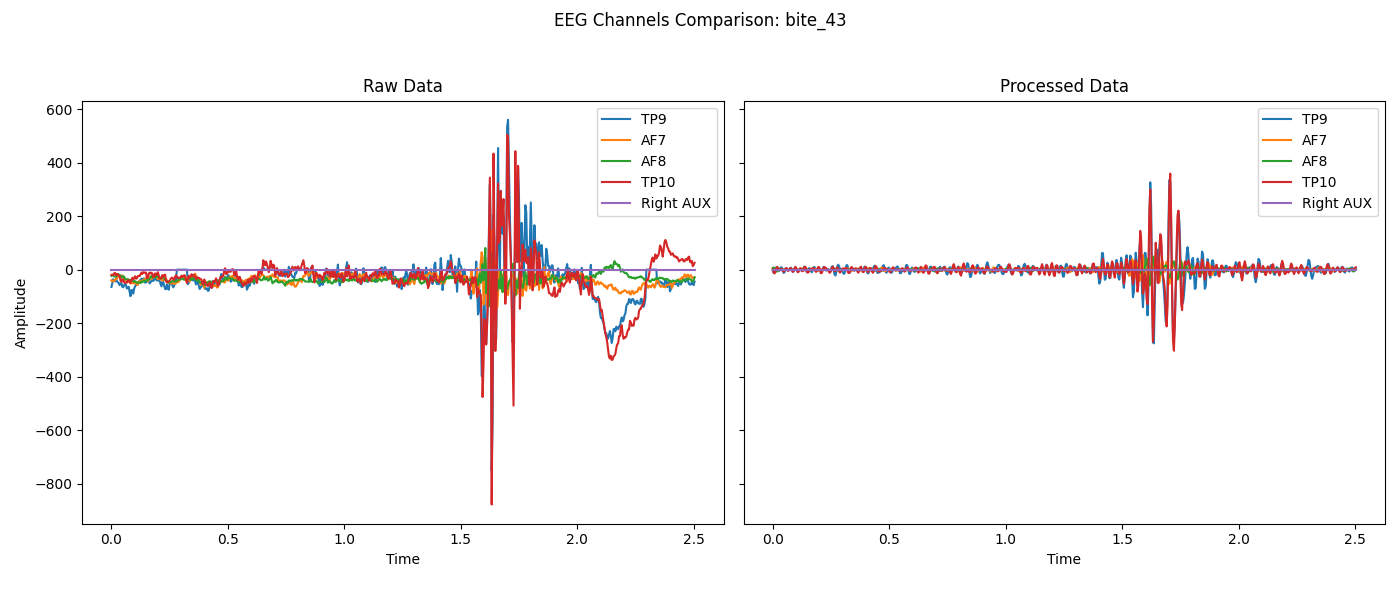 EEG Channels Comparison: bite_43
Raw Data
Processed Data
600
400
200
0
−200
−400
−600
−800
Amplitude
0.0 0.5 1.0 1.5 2.0 2.5
Time
TP9
AF7
AF8
TP10
Right AUX
0.0 0.5 1.0 1.5 2.0 2.5
Time
TP9
AF7
AF8
TP10
Right AUX